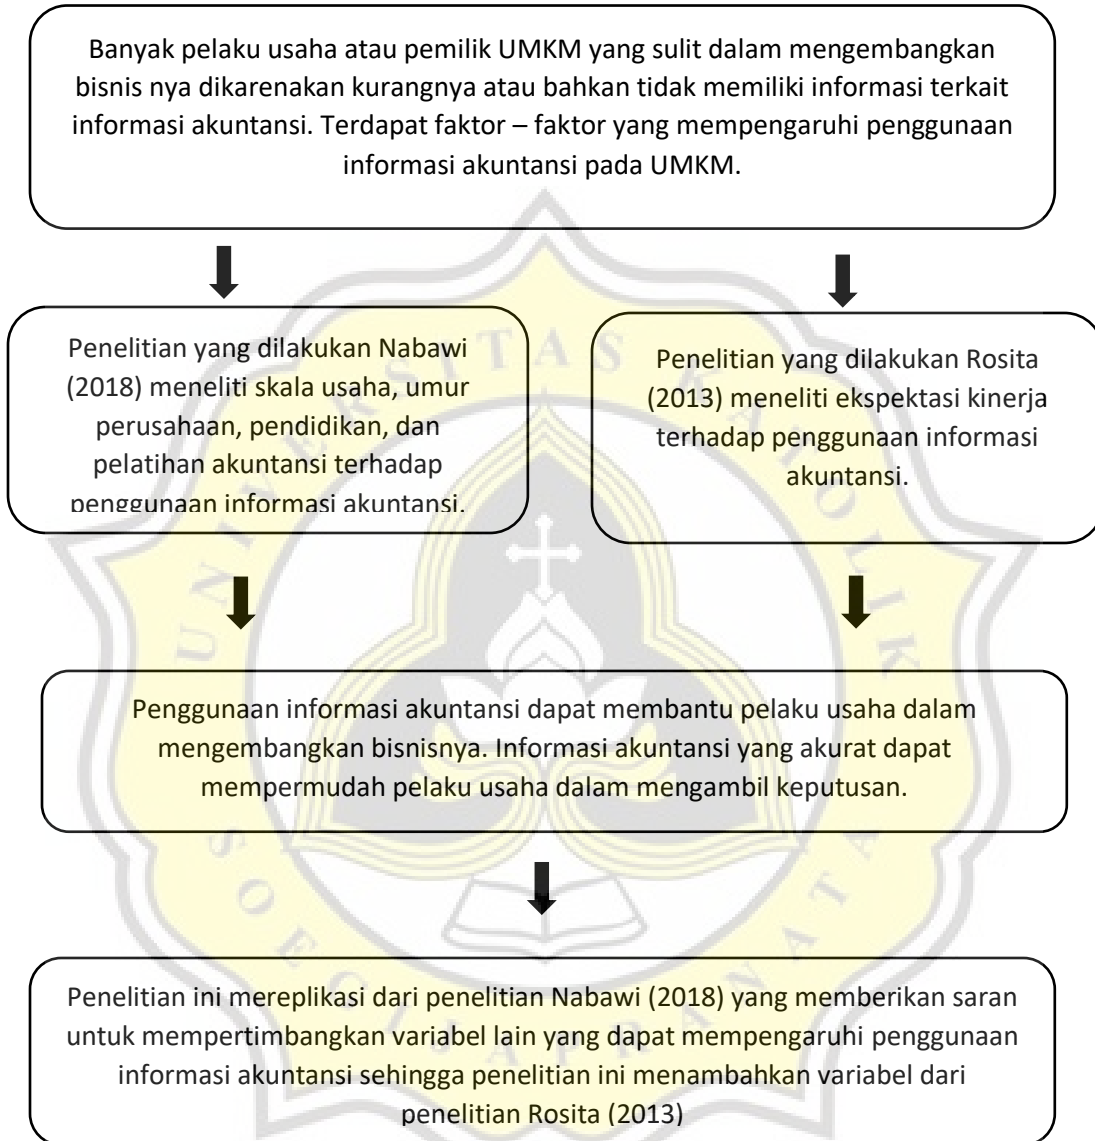 Banyak pelaku usaha atau pemilik UMKM yang sulit dalam mengembangkan
bisnis nya dikarenakan kurangnya atau bahkan tidak memiliki informasi terkait
informasi akuntansi. Terdapat faktor – faktor yang mempengaruhi penggunaan
informasi akuntansi pada UMKM.
Penelitian yang dilakukan Nabawi
(2018) meneliti skala usaha, umur
perusahaan, pendidikan, dan
pelatihan akuntansi terhadap
penggunaan informasi akuntansi.
Penelitian yang dilakukan Rosita
(2013) meneliti ekspektasi kinerja
terhadap penggunaan informasi
akuntansi.
Penggunaan informasi akuntansi dapat membantu pelaku usaha dalam
mengembangkan bisnisnya. Informasi akuntansi yang akurat dapat
mempermudah pelaku usaha dalam mengambil keputusan.
Penelitian ini mereplikasi dari penelitian Nabawi (2018) yang memberikan saran
untuk mempertimbangkan variabel lain yang dapat mempengaruhi penggunaan
informasi akuntansi sehingga penelitian ini menambahkan variabel dari
penelitian Rosita (2013)
UNIVERSITAS KATOLIK
SOEGIJAPRANATA